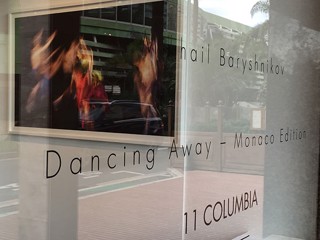 hail Baryshnikov
Dancing Away – Monaco Edition
11 COLUMBIA